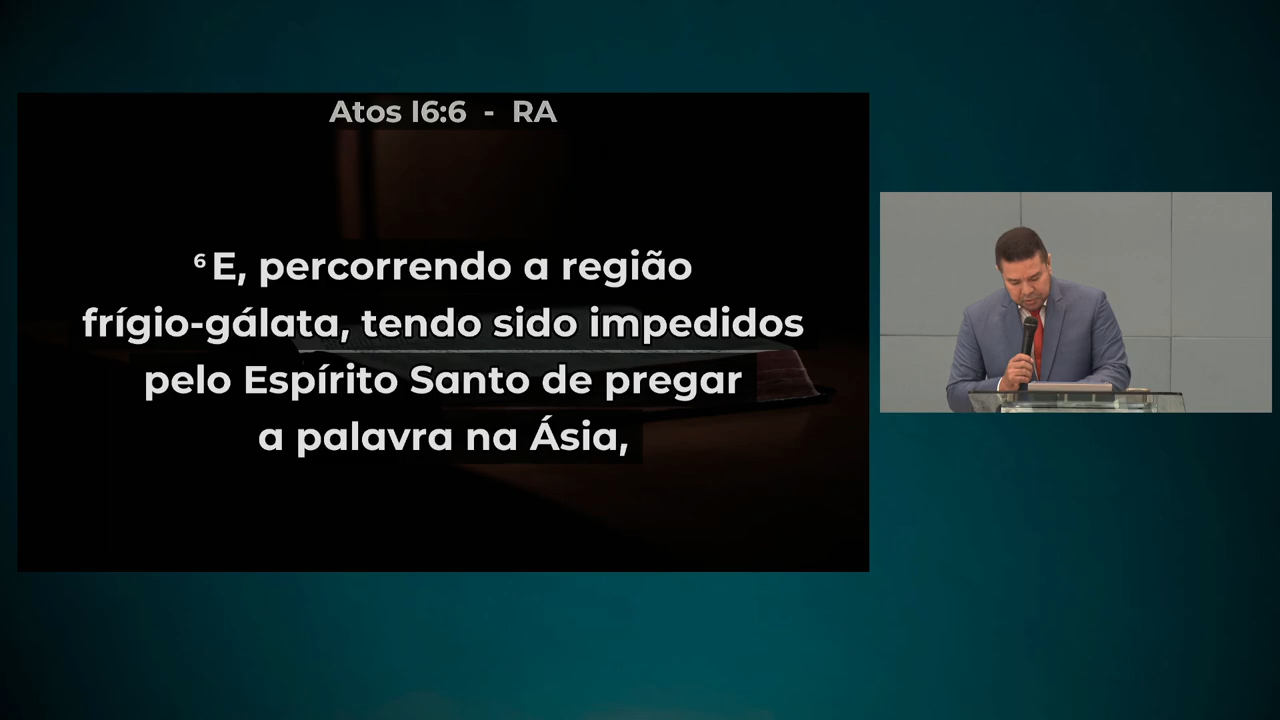 Atos 16:6 - RA
⁶ E, percorrendo a região
frígio-gálata, tendo sido impedidos
pelo Espírito Santo de pregar
a palavra na Ásia,